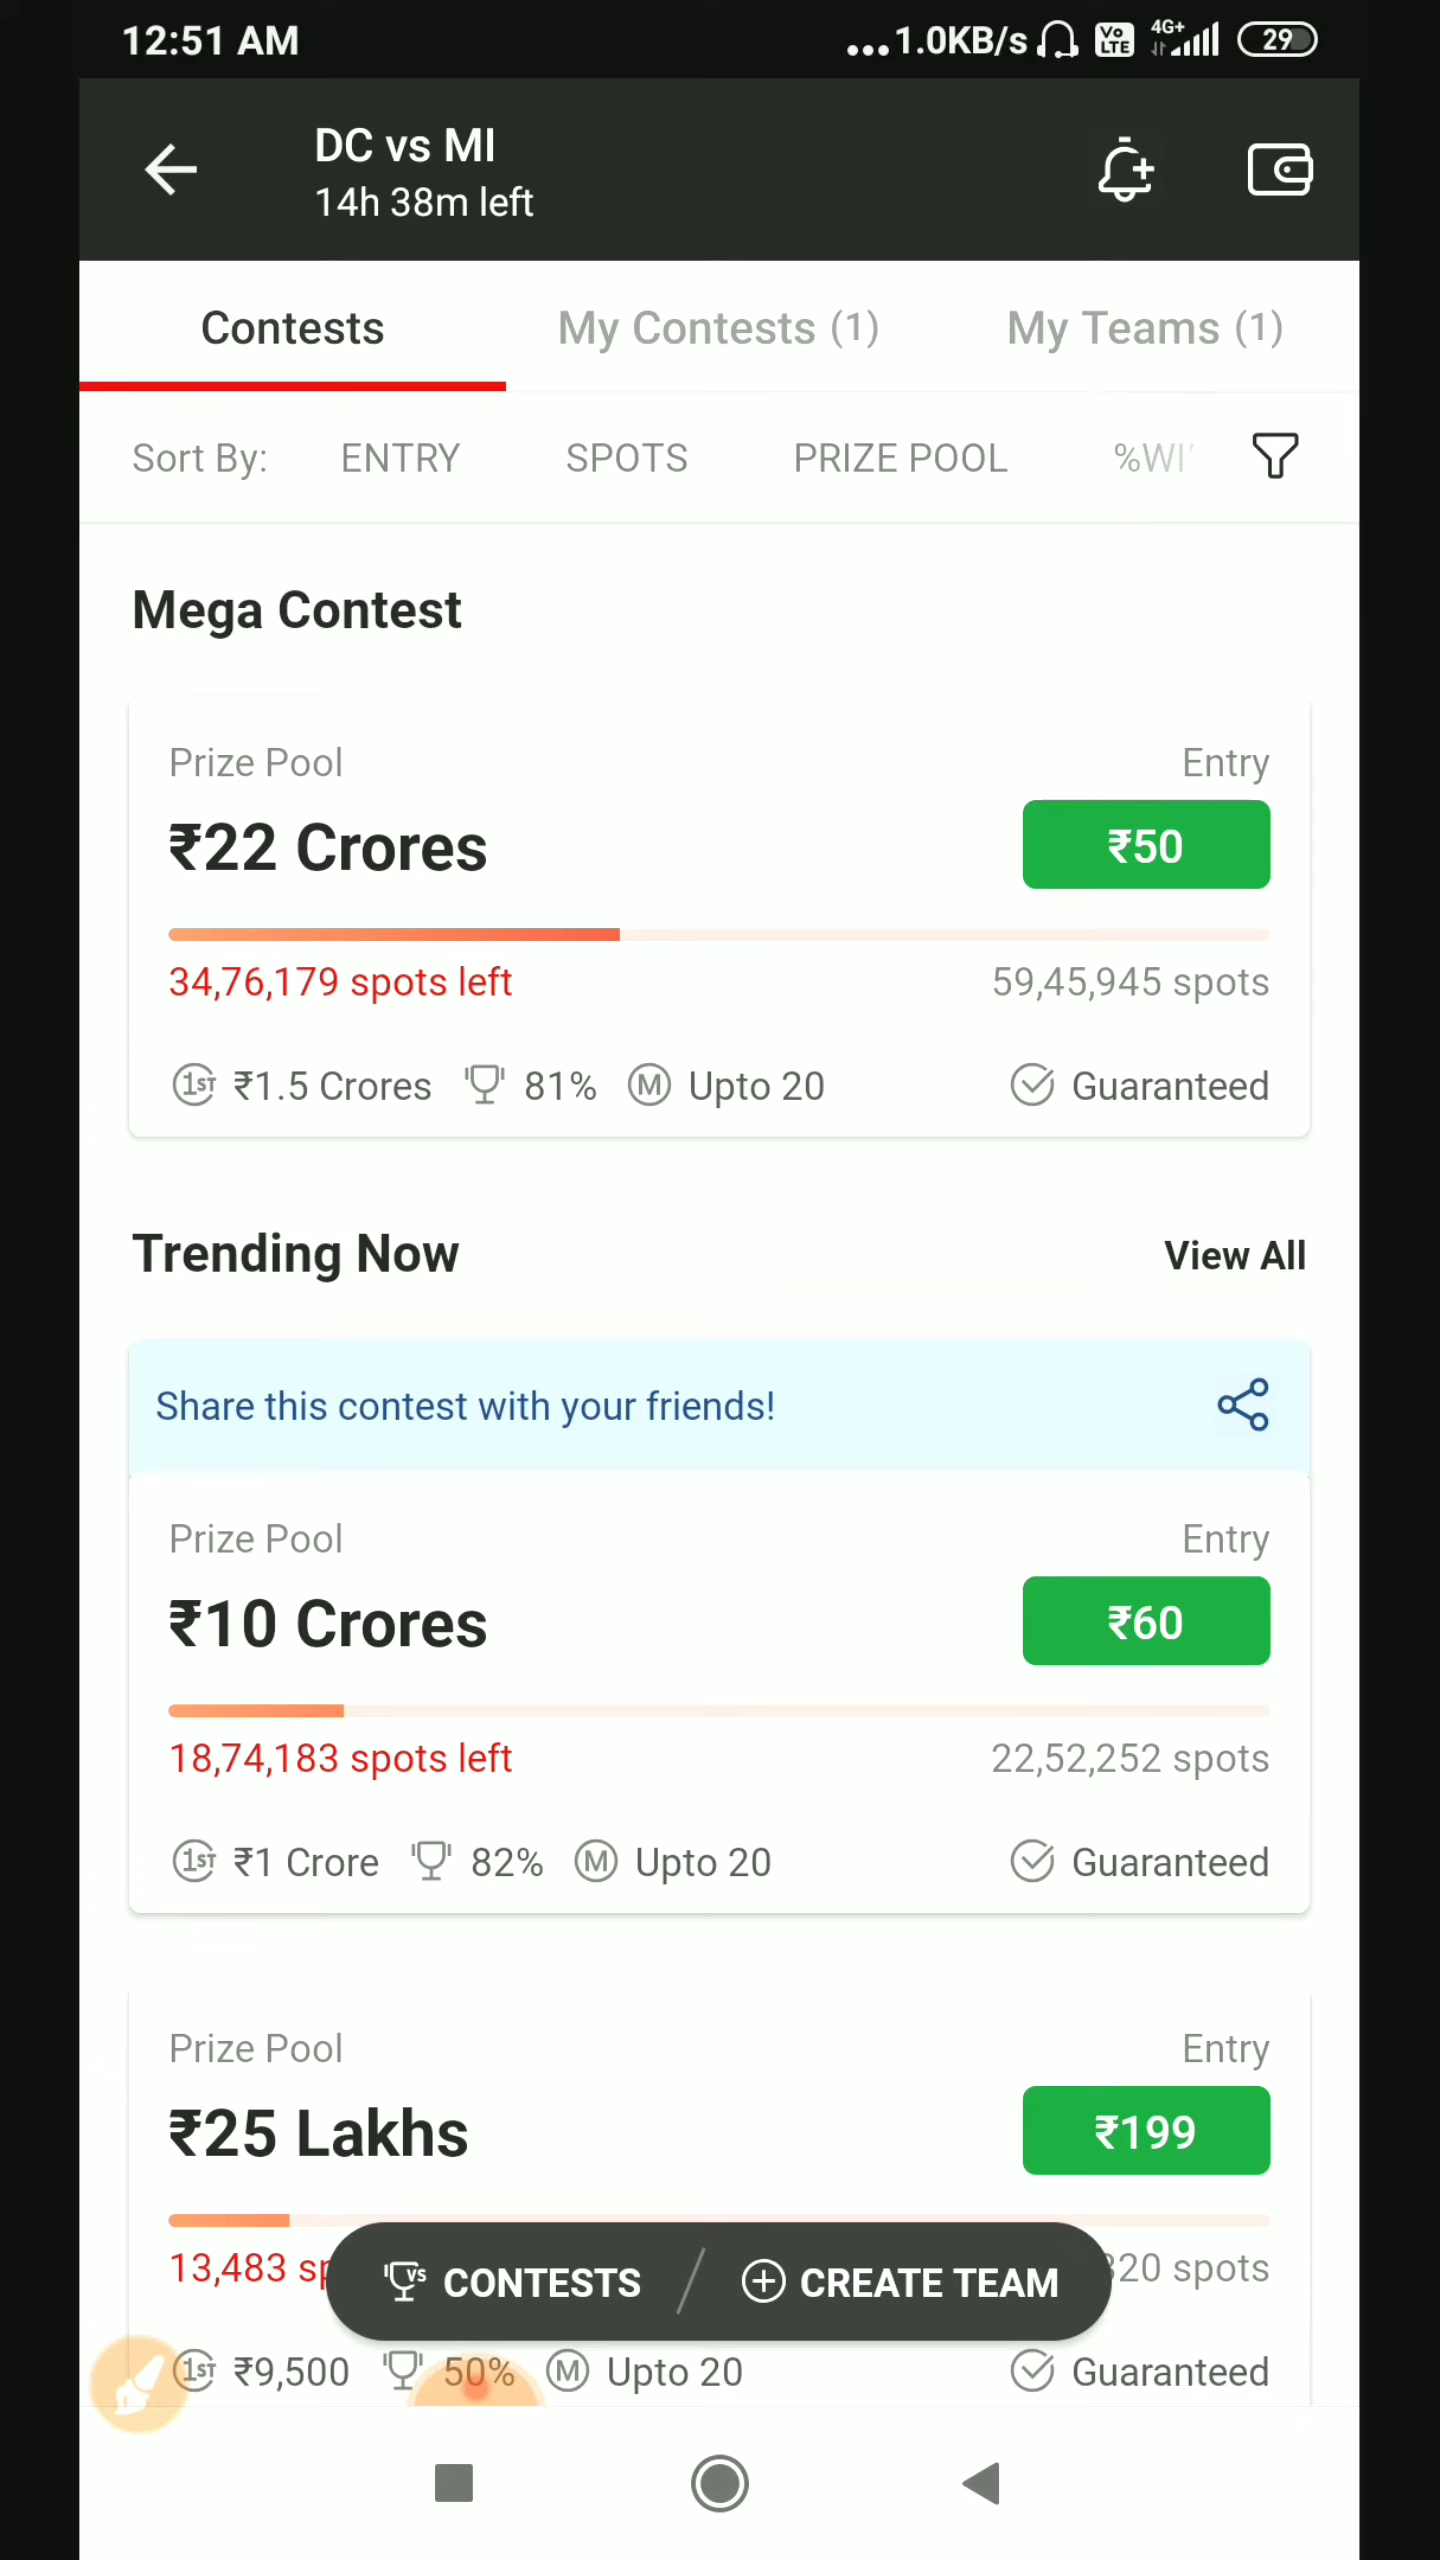 12:51 AM
...1.0KB/s Vo LTE 4G+ 29
DC vs MI
14h 38m left
Contests My Contests (1) My Teams (1)
Sort By: ENTRY SPOTS PRIZE POOL
Mega Contest
Prize Pool Entry
₹22 Crores ₹50
34,76,179 spots left 59,45,945 spots
1ST ₹1.5 Crores 81% M Upto 20 Guaranteed
Trending Now View All
Share this contest with your friends!
Prize Pool Entry
₹10 Crores ₹60
18,74,183 spots left 22,52,252 spots
1ST ₹1 Crore 82% M Upto 20 Guaranteed
Prize Pool Entry
₹25 Lakhs ₹199
13,483 spots
VS CONTESTS / CREATE TEAM
1ST ₹9,500 50% M Upto 20 Guaranteed